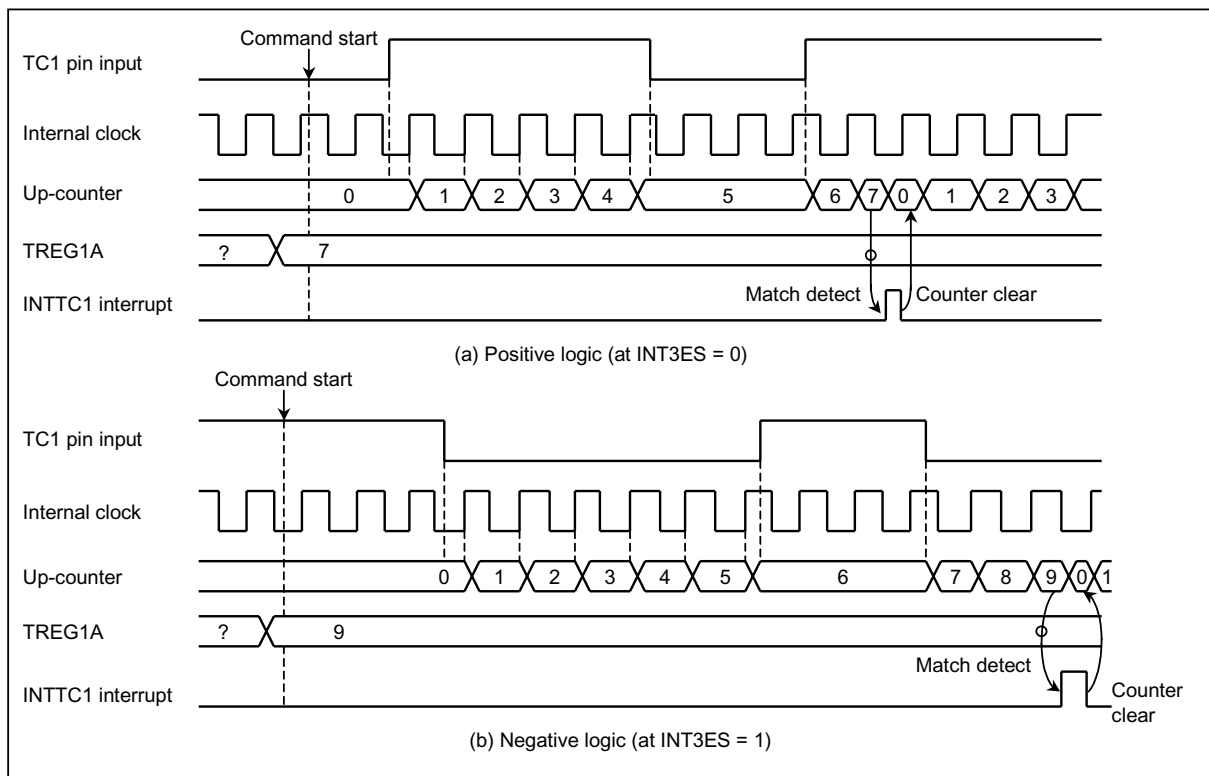 Command start
TC1 pin input
Internal clock
Up-counter 0 1 2 3 4 5 6 7 0 1 2 3
TREG1A ? 7
Match detect Counter clear
INTTC1 interrupt
(a) Positive logic (at INT3ES = 0)
Command start
TC1 pin input
Internal clock
Up-counter 0 1 2 3 4 5 6 7 8 9 0 1
TREG1A ? 9
Match detect
INTTC1 interrupt Counter
clear
(b) Negative logic (at INT3ES = 1)